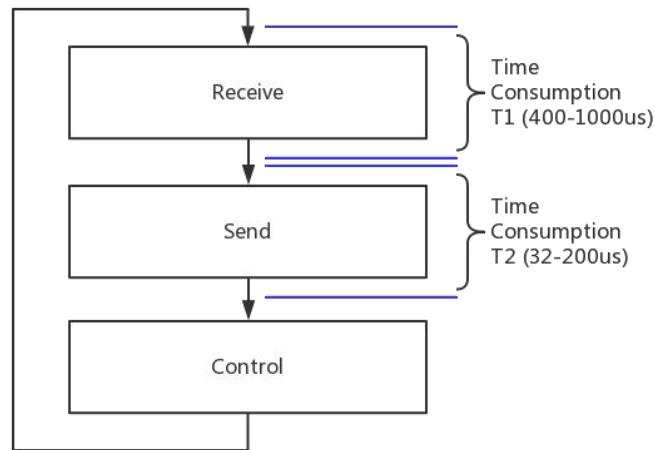 Receive
Time
Consumption
T1 (400-1000us)
Send
Time
Consumption
T2 (32-200us)
Control